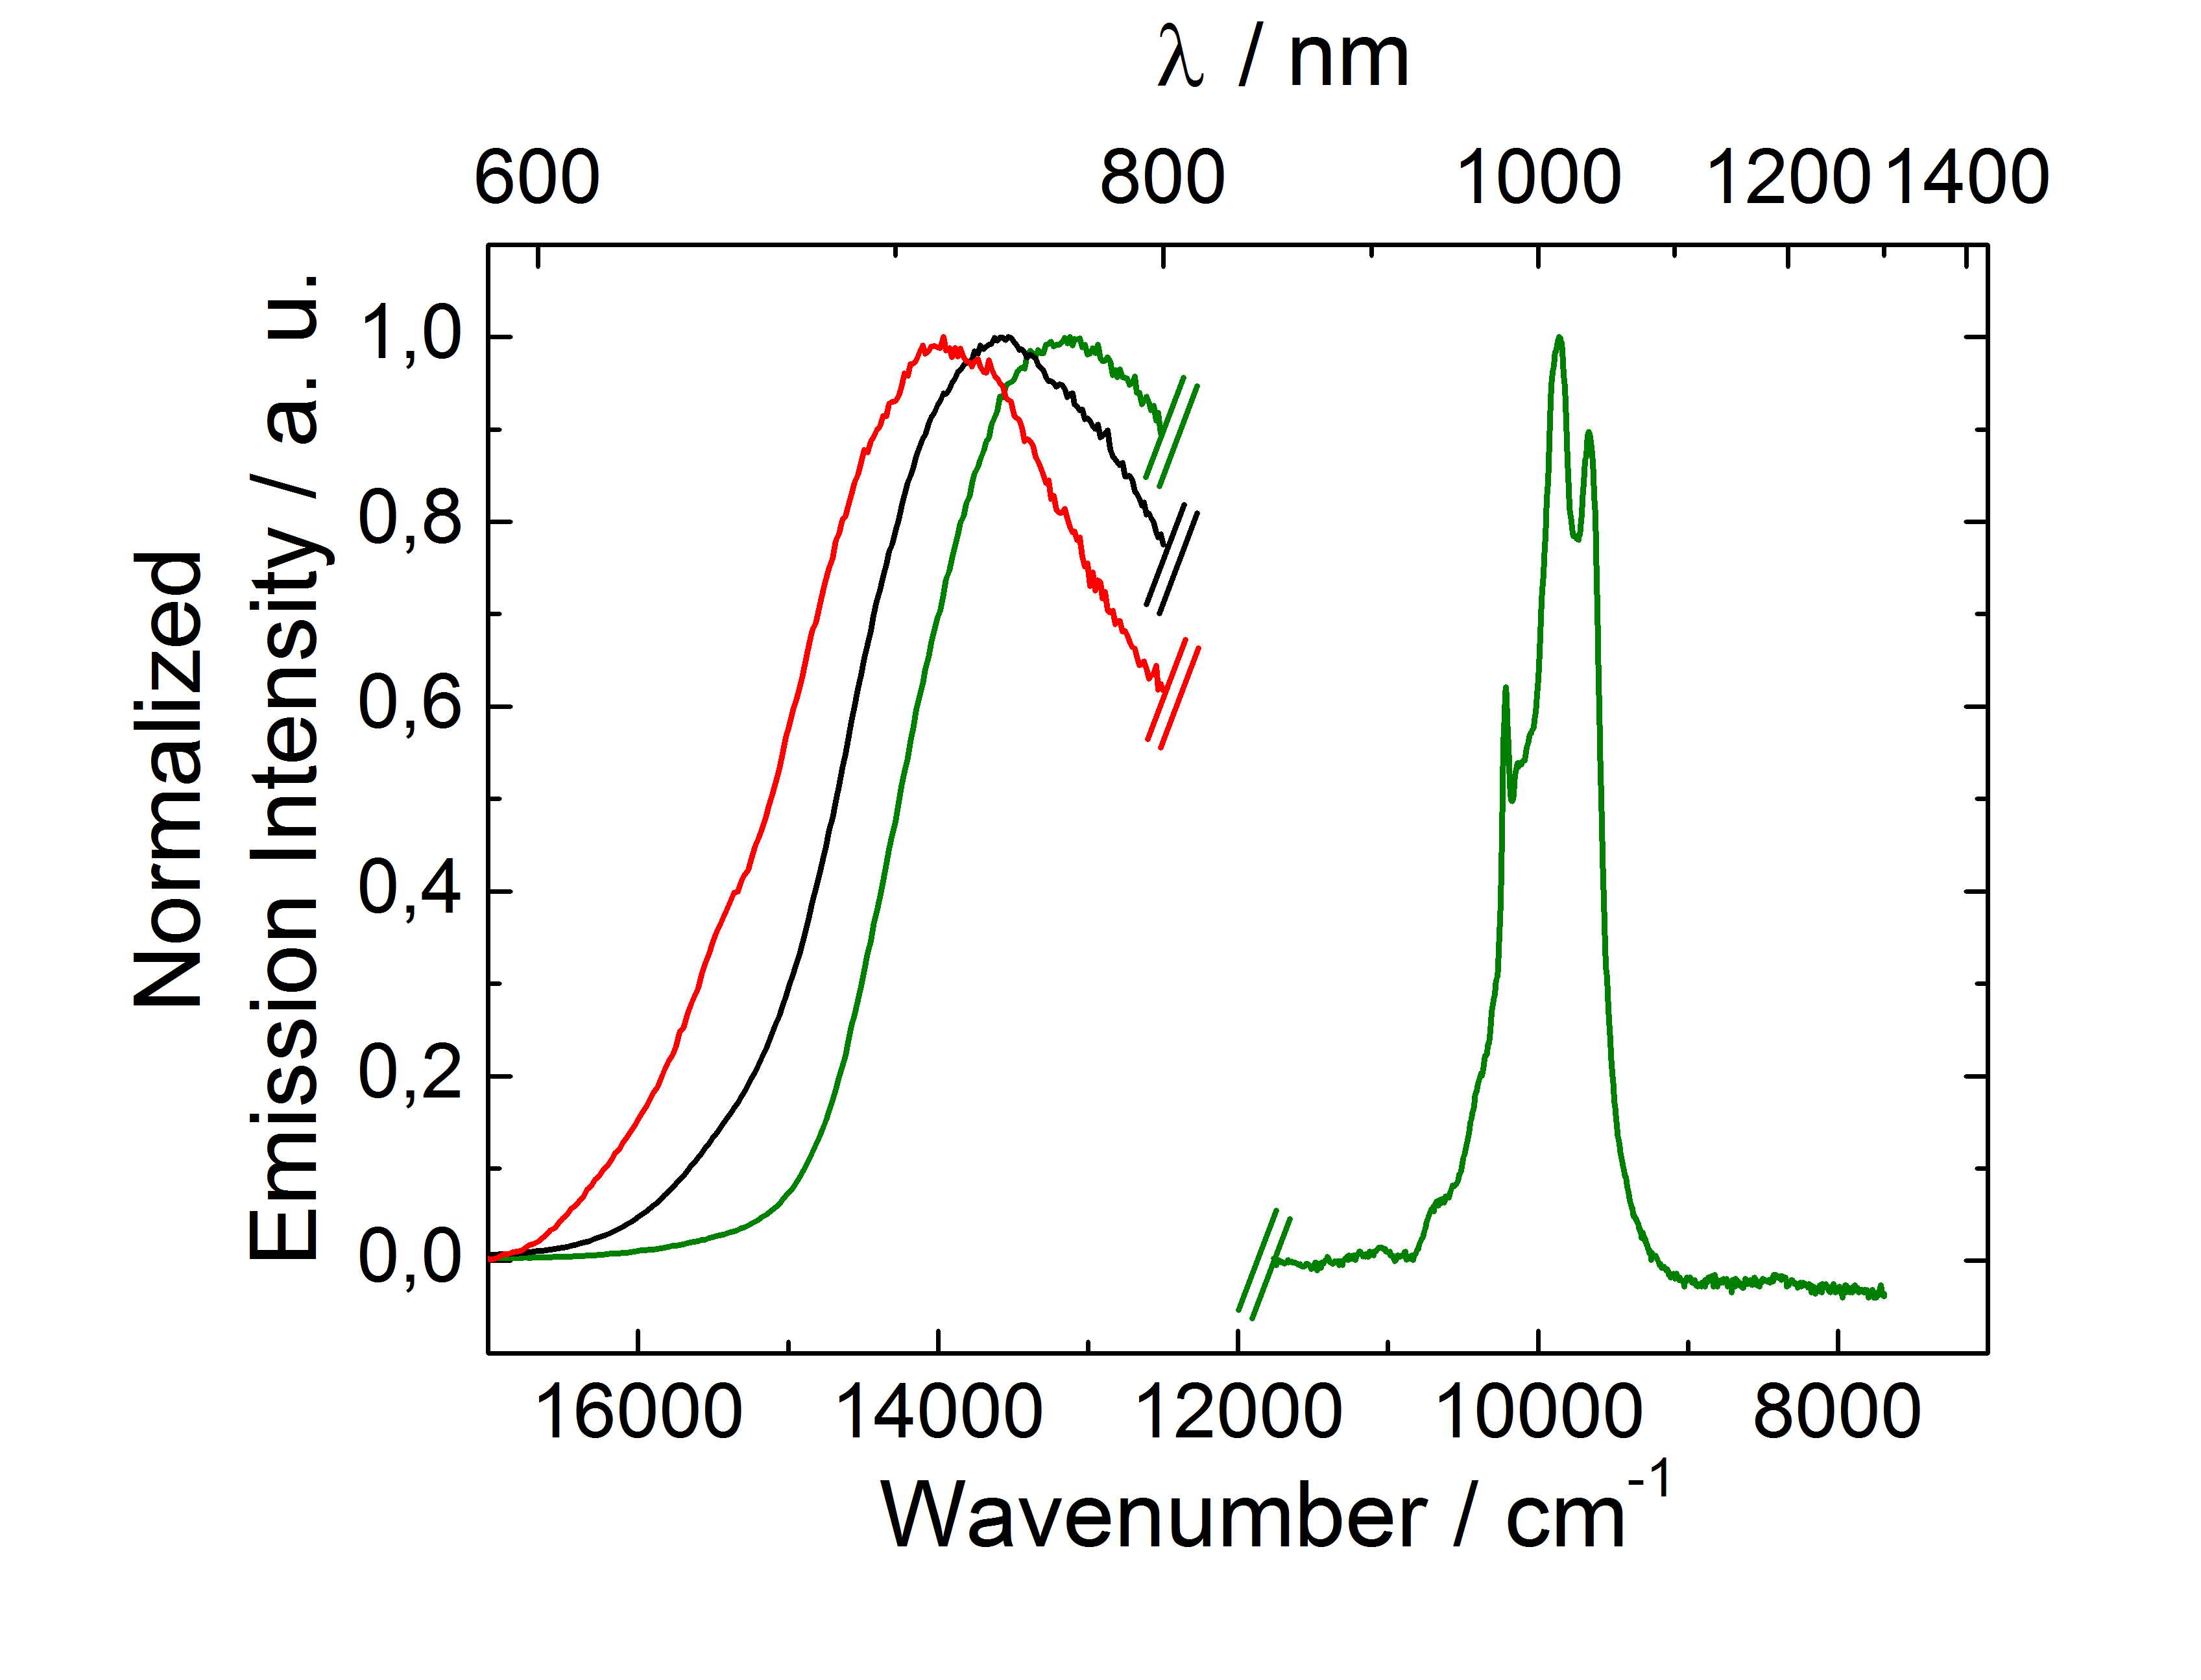 λ / nm
600 800 1000 1200 1400
Normalized
Emission Intensity / a. u.
1,0
0,8
0,6
0,4
0,2
0,0
16000 14000 12000 10000 8000
Wavenumber / cm⁻¹